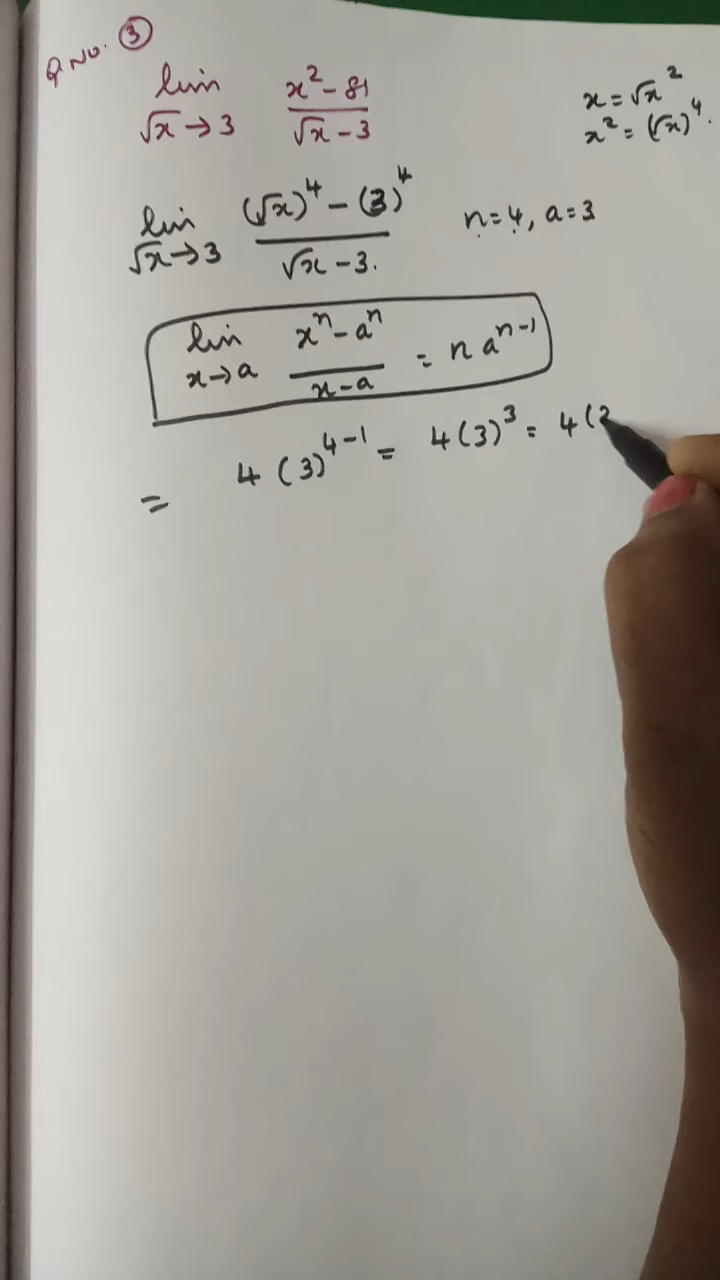 Q. No. ③
lim √x→3 (x² - 81)/(√x - 3)
x = √x²
x² = (√x)⁴.
lim √x→3 ((√x)⁴ - (3)⁴)/(√x - 3.) n = 4, a = 3
lim x→a (xⁿ - aⁿ)/(x - a) = n aⁿ⁻¹
= 4 (3)⁴⁻¹ = 4 (3)³ = 4 (2